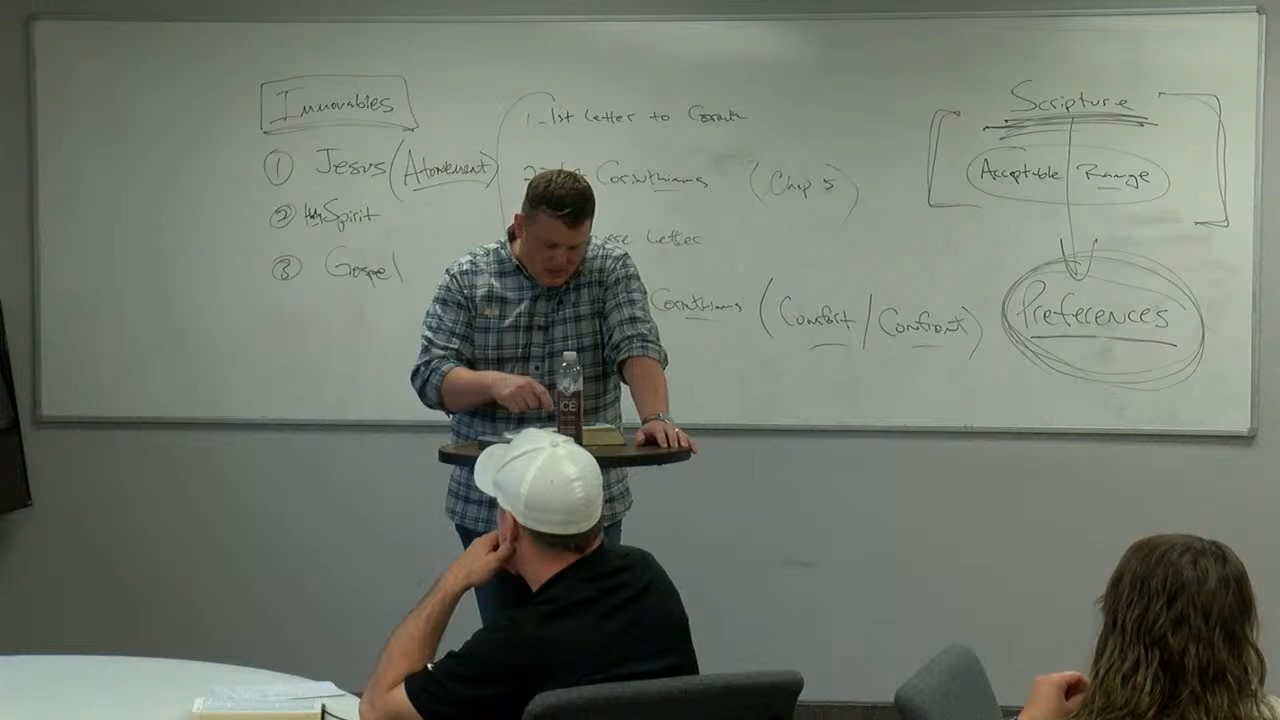 Immovables
① Jesus (Atonement)
② Holy Spirit
③ Gospel
1st Letter to Corinth
Corinthians (Chap 5)
Letter
Corinthians (Comfort / Confront)
Scripture
Acceptable Range
Preferences
ICE